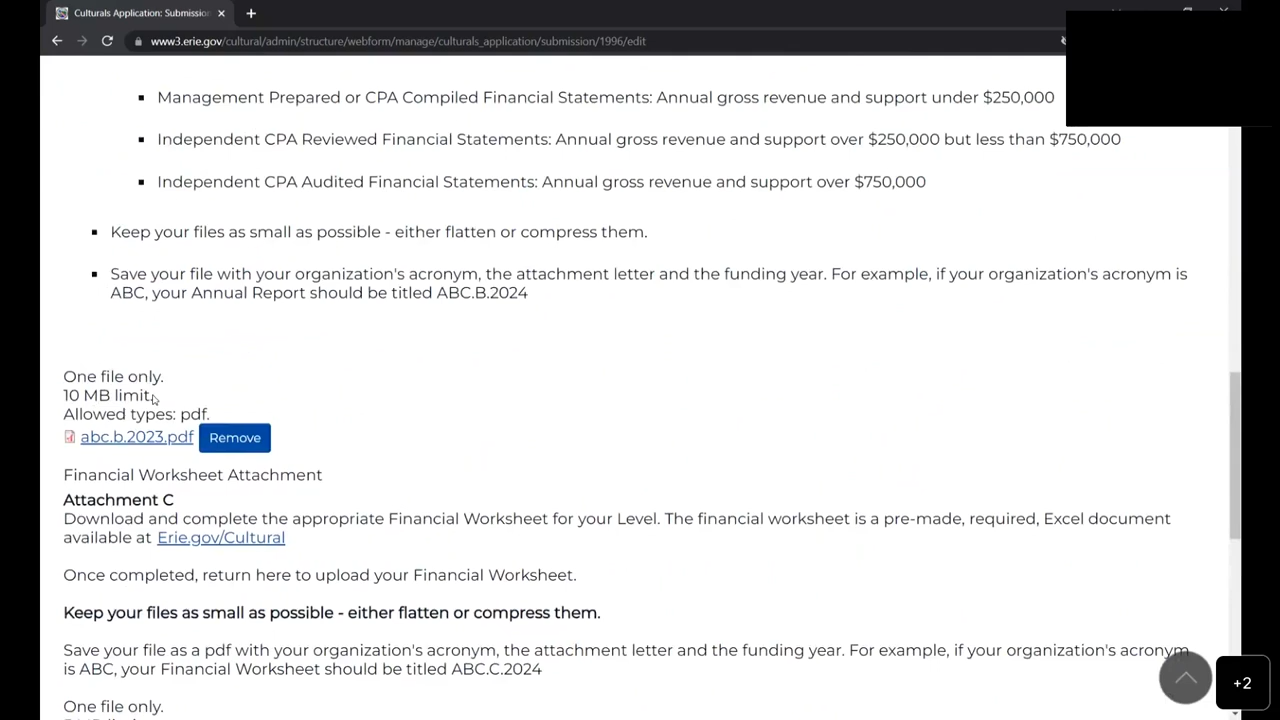 Culturals Application: Submission
www3.erie.gov/cultural/admin/structure/webform/manage/culturals_application/submission/1996/edit
Management Prepared or CPA Compiled Financial Statements: Annual gross revenue and support under $250,000
Independent CPA Reviewed Financial Statements: Annual gross revenue and support over $250,000 but less than $750,000
Independent CPA Audited Financial Statements: Annual gross revenue and support over $750,000
Keep your files as small as possible - either flatten or compress them.
Save your file with your organization's acronym, the attachment letter and the funding year. For example, if your organization's acronym is
ABC, your Annual Report should be titled ABC.B.2024
One file only.
10 MB limit.
Allowed types: pdf.
abc.b.2023.pdf Remove
Financial Worksheet Attachment
Attachment C
Download and complete the appropriate Financial Worksheet for your Level. The financial worksheet is a pre-made, required, Excel document
available at Erie.gov/Cultural
Once completed, return here to upload your Financial Worksheet.
Keep your files as small as possible - either flatten or compress them.
Save your file as a pdf with your organization's acronym, the attachment letter and the funding year. For example, if your organization's acronym
is ABC, your Financial Worksheet should be titled ABC.C.2024
+2
One file only.